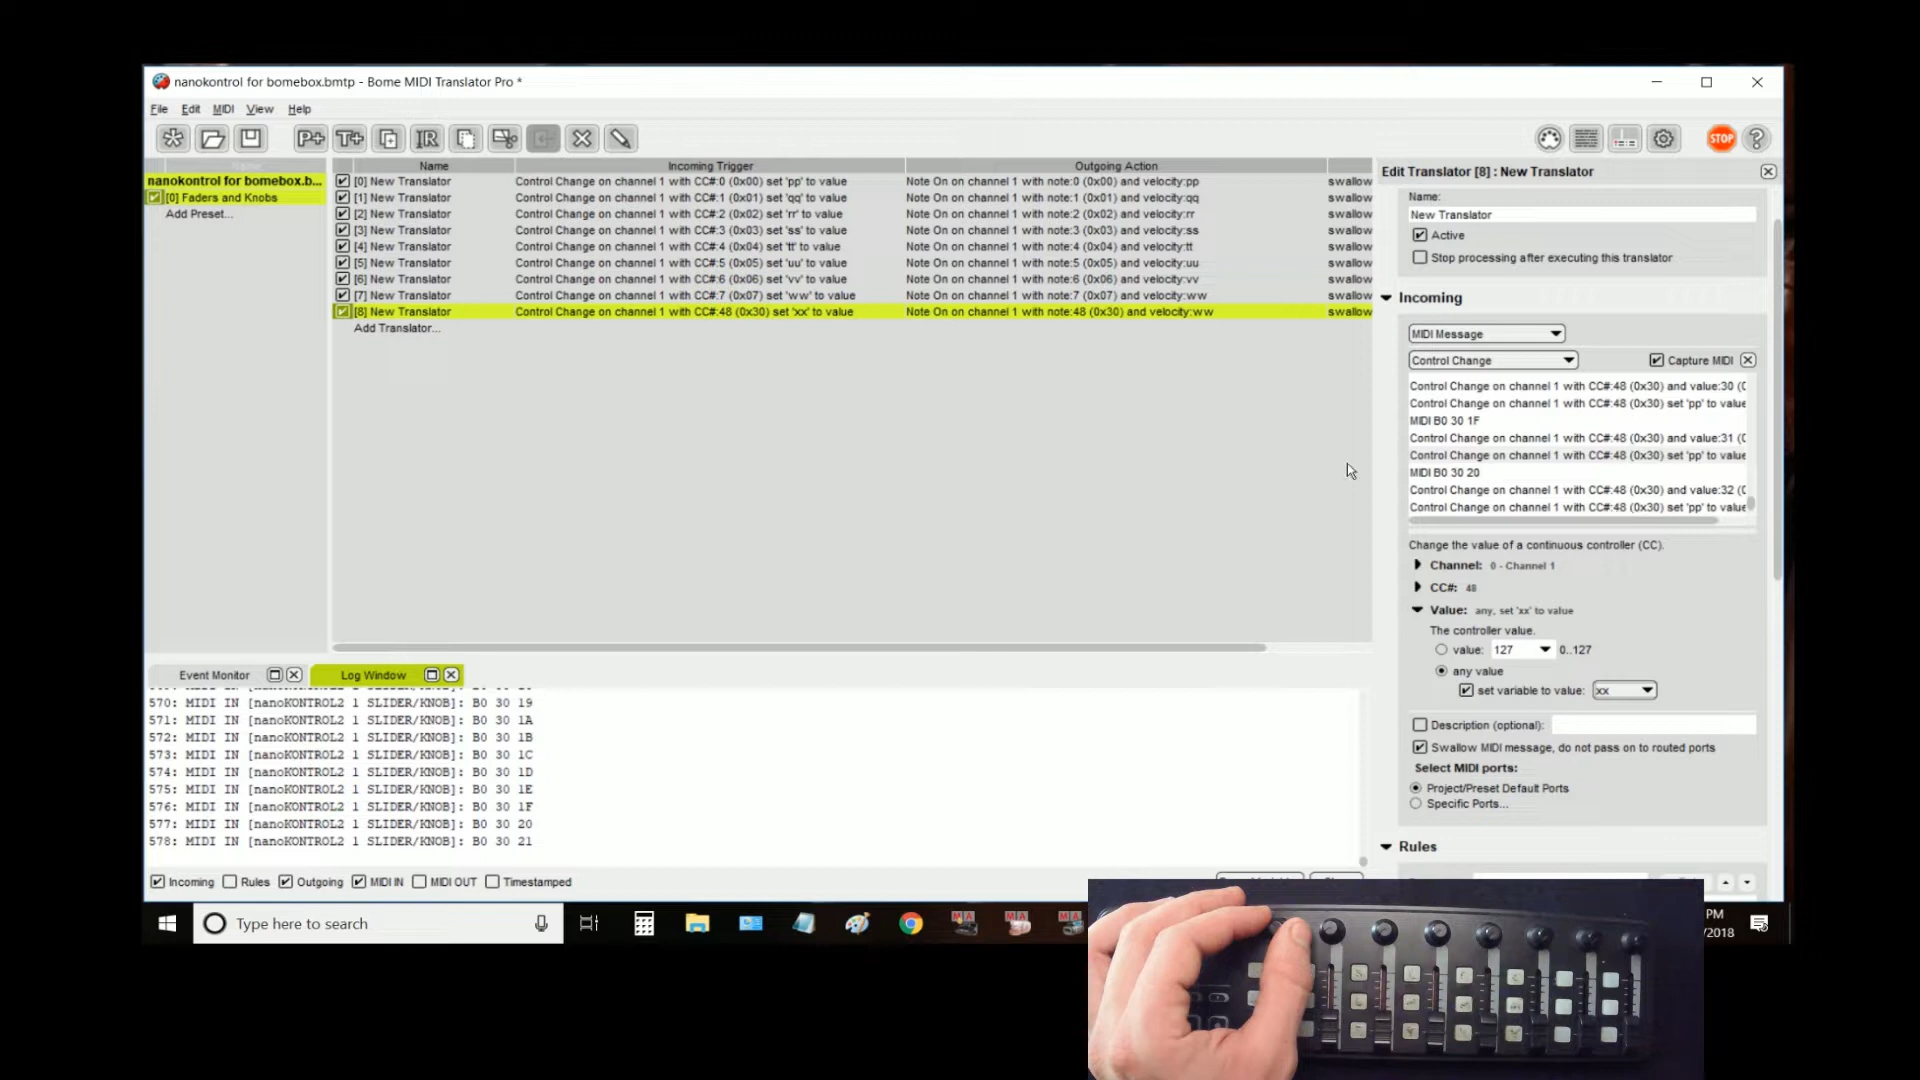 nanokontrol for bomebox.bmtp - Bome MIDI Translator Pro *
File Edit MIDI View Help
P+ T+ IR STOP ?
Name Incoming Trigger Outgoing Action
nanokontrol for bomebox.b...
[0] Faders and Knobs
Add Preset...
[0] New Translator Control Change on channel 1 with CC#:0 (0x00) set 'pp' to value Note On on channel 1 with note:0 (0x00) and velocity:pp swallow
[1] New Translator Control Change on channel 1 with CC#:1 (0x01) set 'qq' to value Note On on channel 1 with note:1 (0x01) and velocity:qq swallow
[2] New Translator Control Change on channel 1 with CC#:2 (0x02) set 'rr' to value Note On on channel 1 with note:2 (0x02) and velocity:rr swallow
[3] New Translator Control Change on channel 1 with CC#:3 (0x03) set 'ss' to value Note On on channel 1 with note:3 (0x03) and velocity:ss swallow
[4] New Translator Control Change on channel 1 with CC#:4 (0x04) set 'tt' to value Note On on channel 1 with note:4 (0x04) and velocity:tt swallow
[5] New Translator Control Change on channel 1 with CC#:5 (0x05) set 'uu' to value Note On on channel 1 with note:5 (0x05) and velocity:uu swallow
[6] New Translator Control Change on channel 1 with CC#:6 (0x06) set 'vv' to value Note On on channel 1 with note:6 (0x06) and velocity:vv swallow
[7] New Translator Control Change on channel 1 with CC#:7 (0x07) set 'ww' to value Note On on channel 1 with note:7 (0x07) and velocity:ww swallow
[8] New Translator Control Change on channel 1 with CC#:48 (0x30) set 'xx' to value Note On on channel 1 with note:48 (0x30) and velocity:ww swallow
Add Translator...
Edit Translator [8] : New Translator
Name:
New Translator
Active
Stop processing after executing this translator
Incoming
MIDI Message
Control Change Capture MIDI
Control Change on channel 1 with CC#:48 (0x30) and value:30 (0
Control Change on channel 1 with CC#:48 (0x30) set 'pp' to value
MIDI B0 30 1F
Control Change on channel 1 with CC#:48 (0x30) and value:31 (0
Control Change on channel 1 with CC#:48 (0x30) set 'pp' to value
MIDI B0 30 20
Control Change on channel 1 with CC#:48 (0x30) and value:32 (0
Control Change on channel 1 with CC#:48 (0x30) set 'pp' to value
Change the value of a continuous controller (CC).
Channel: 0 - Channel 1
CC#: 48
Value: any, set 'xx' to value
The controller value.
value: 127 0..127
any value
set variable to value: xx
Description (optional):
Swallow MIDI message, do not pass on to routed ports
Select MIDI ports:
Project/Preset Default Ports
Specific Ports...
Rules
Event Monitor Log Window
570: MIDI IN [nanoKONTROL2 1 SLIDER/KNOB]: B0 30 19
571: MIDI IN [nanoKONTROL2 1 SLIDER/KNOB]: B0 30 1A
572: MIDI IN [nanoKONTROL2 1 SLIDER/KNOB]: B0 30 1B
573: MIDI IN [nanoKONTROL2 1 SLIDER/KNOB]: B0 30 1C
574: MIDI IN [nanoKONTROL2 1 SLIDER/KNOB]: B0 30 1D
575: MIDI IN [nanoKONTROL2 1 SLIDER/KNOB]: B0 30 1E
576: MIDI IN [nanoKONTROL2 1 SLIDER/KNOB]: B0 30 1F
577: MIDI IN [nanoKONTROL2 1 SLIDER/KNOB]: B0 30 20
578: MIDI IN [nanoKONTROL2 1 SLIDER/KNOB]: B0 30 21
Incoming Rules Outgoing MIDI IN MIDI OUT Timestamped
Type here to search
PM
/2018